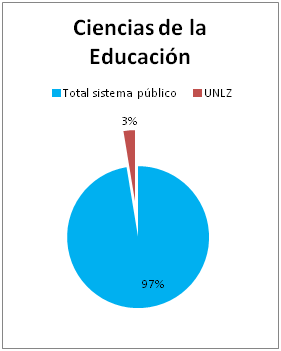 Ciencias de la
Educación
Total sistema público UNLZ
3%
97%